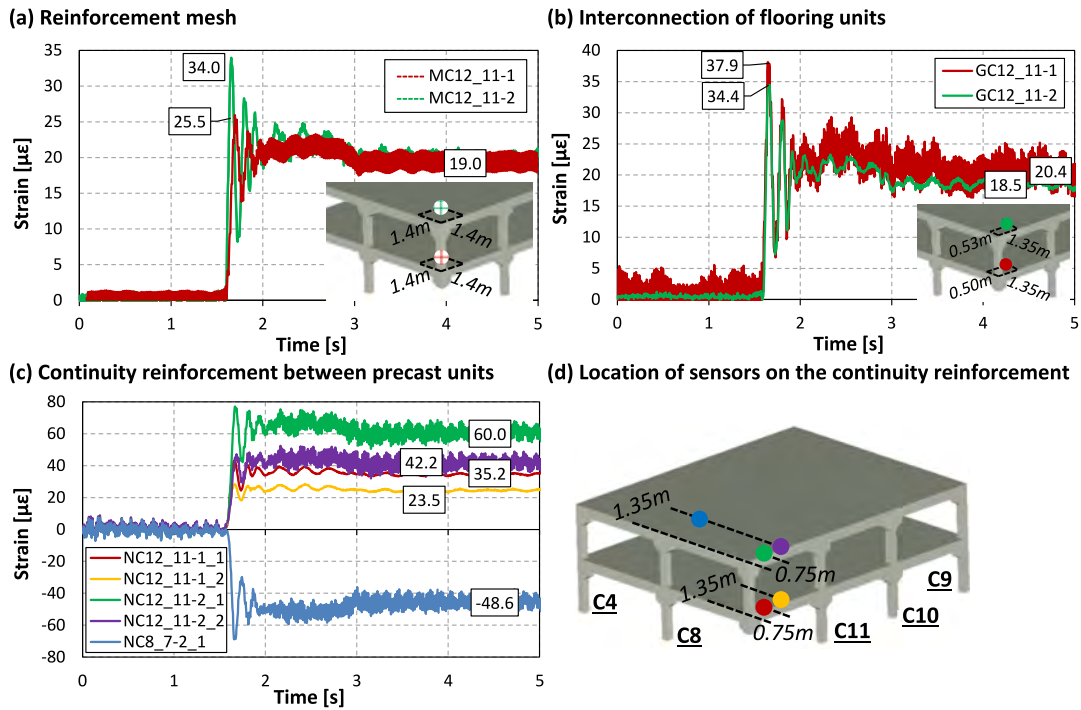 (a) Reinforcement mesh
35
30
25
20
15
10
5
0
Strain [µε]
34.0
25.5
19.0
MC12_11-1
MC12_11-2
1.4m
1.4m
1.4m
1.4m
0
1
2
3
4
5
Time [s]
(b) Interconnection of flooring units
40
35
30
25
20
15
10
5
0
Strain [µε]
37.9
34.4
20.4
18.5
GC12_11-1
GC12_11-2
0.53m
1.35m
0.50m
1.35m
0
1
2
3
4
5
Time [s]
(c) Continuity reinforcement between precast units
80
60
40
20
0
-20
-40
-60
-80
Strain [µε]
60.0
42.2
35.2
23.5
-48.6
NC12_11-1_1
NC12_11-1_2
NC12_11-2_1
NC12_11-2_2
NC8_7-2_1
0
1
2
3
4
5
Time [s]
(d) Location of sensors on the continuity reinforcement
1.35m
0.75m
1.35m
0.75m
C4
C8
C11
C10
C9